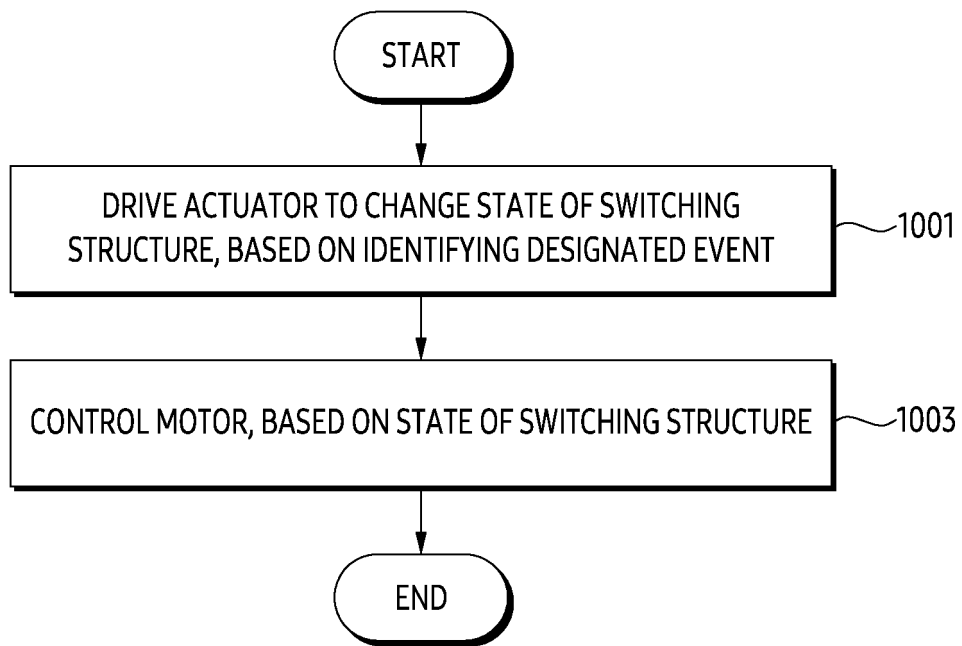 START
DRIVE ACTUATOR TO CHANGE STATE OF SWITCHING
STRUCTURE, BASED ON IDENTIFYING DESIGNATED EVENT
1001
CONTROL MOTOR, BASED ON STATE OF SWITCHING STRUCTURE
1003
END